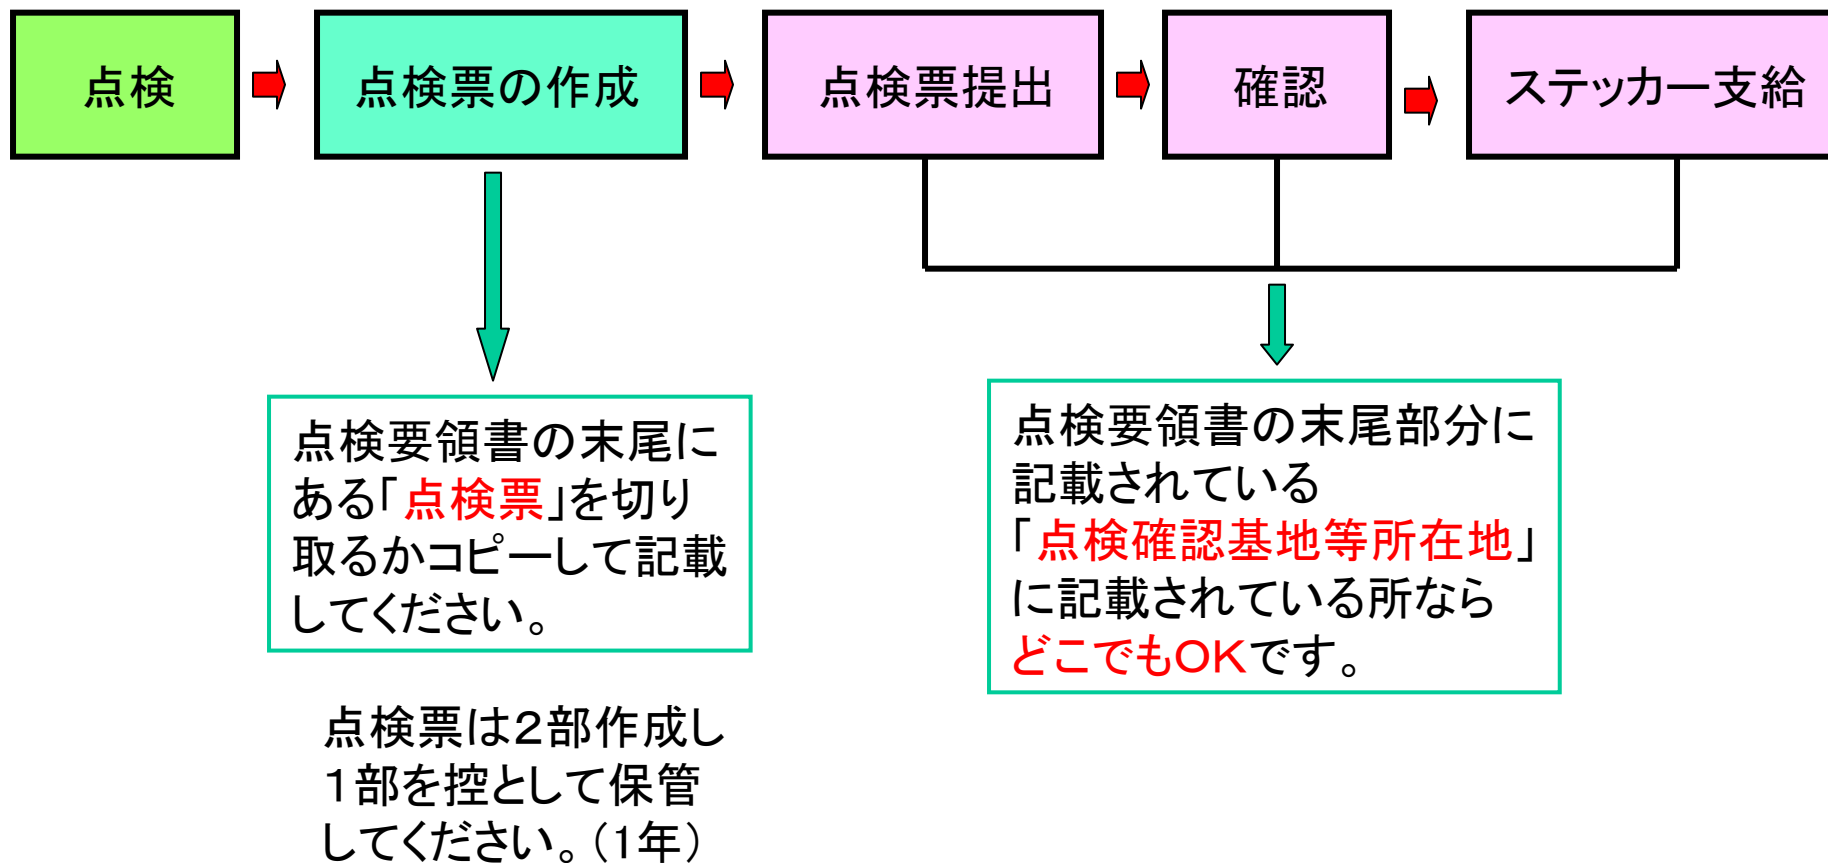 点検
点検票の作成
点検票提出
確認
ステッカー支給
点検要領書の末尾に
ある「点検票」を切り
取るかコピーして記載
してください。
点検票は２部作成し
１部を控として保管
してください。（１年）
点検要領書の末尾部分に
記載されている
「点検確認基地等所在地」
に記載されている所なら
どこでもＯＫです。